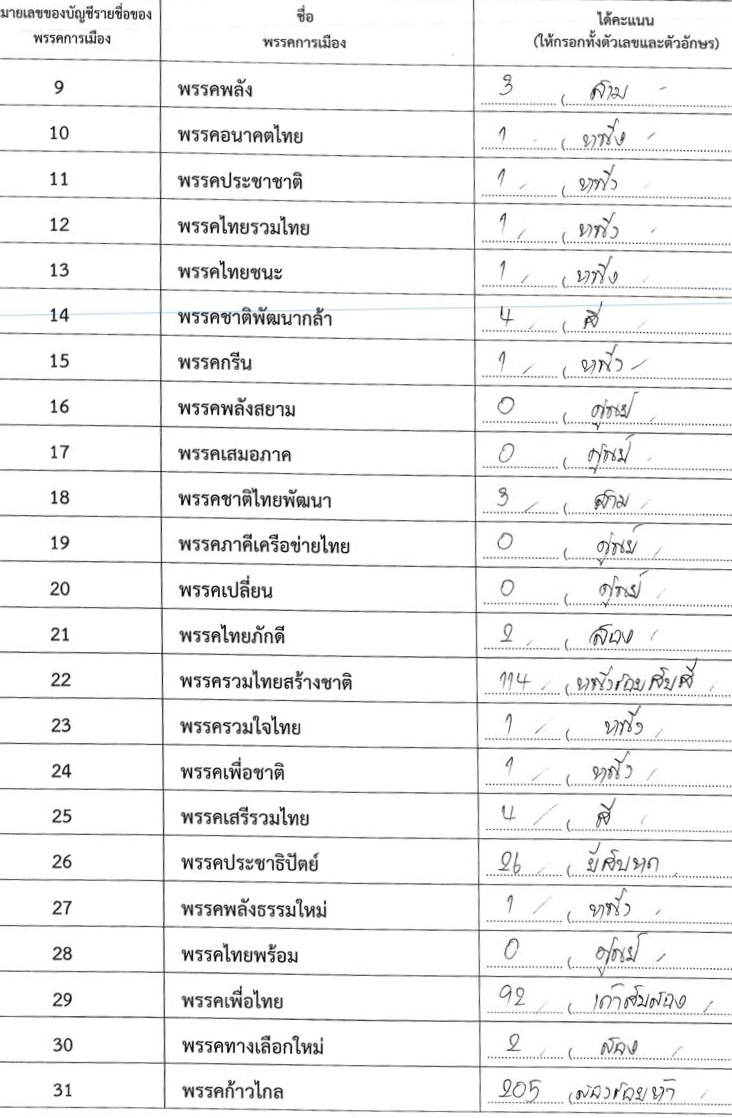 มายเลขของบัญชีรายชื่อของ พรรคการเมือง ชื่อ พรรคการเมือง ได้คะแนน (ให้กรอกทั้งตัวเลขและตัวอักษร)
9 พรรคพลัง 3 ( สาม
10 พรรคอนาคตไทย 1 ( หนึ่ง
11 พรรคประชาชาติ 1 ( หนึ่ง
12 พรรคไทยรวมไทย 1 ( หนึ่ง
13 พรรคไทยชนะ 1 ( หนึ่ง
14 พรรคชาติพัฒนากล้า 4 ( สี่
15 พรรคกรีน 1 ( หนึ่ง
16 พรรคพลังสยาม 0 ( ศูนย์
17 พรรคเสมอภาค 0 ( ศูนย์
18 พรรคชาติไทยพัฒนา 3 ( สาม
19 พรรคภาคีเครือข่ายไทย 0 ( ศูนย์
20 พรรคเปลี่ยน 0 ( ศูนย์
21 พรรคไทยภักดี 2 ( สอง
22 พรรครวมไทยสร้างชาติ 114 ( หนึ่งร้อยสิบสี่
23 พรรครวมใจไทย 1 ( หนึ่ง
24 พรรคเพื่อชาติ 1 ( หนึ่ง
25 พรรคเสรีรวมไทย 4 ( สี่
26 พรรคประชาธิปัตย์ 26 ( ยี่สิบหก
27 พรรคพลังธรรมใหม่ 1 ( หนึ่ง
28 พรรคไทยพร้อม 0 ( ศูนย์
29 พรรคเพื่อไทย 92 ( เก้าสิบสอง
30 พรรคทางเลือกใหม่ 2 ( สอง
31 พรรคก้าวไกล 205 ( สองร้อยห้า